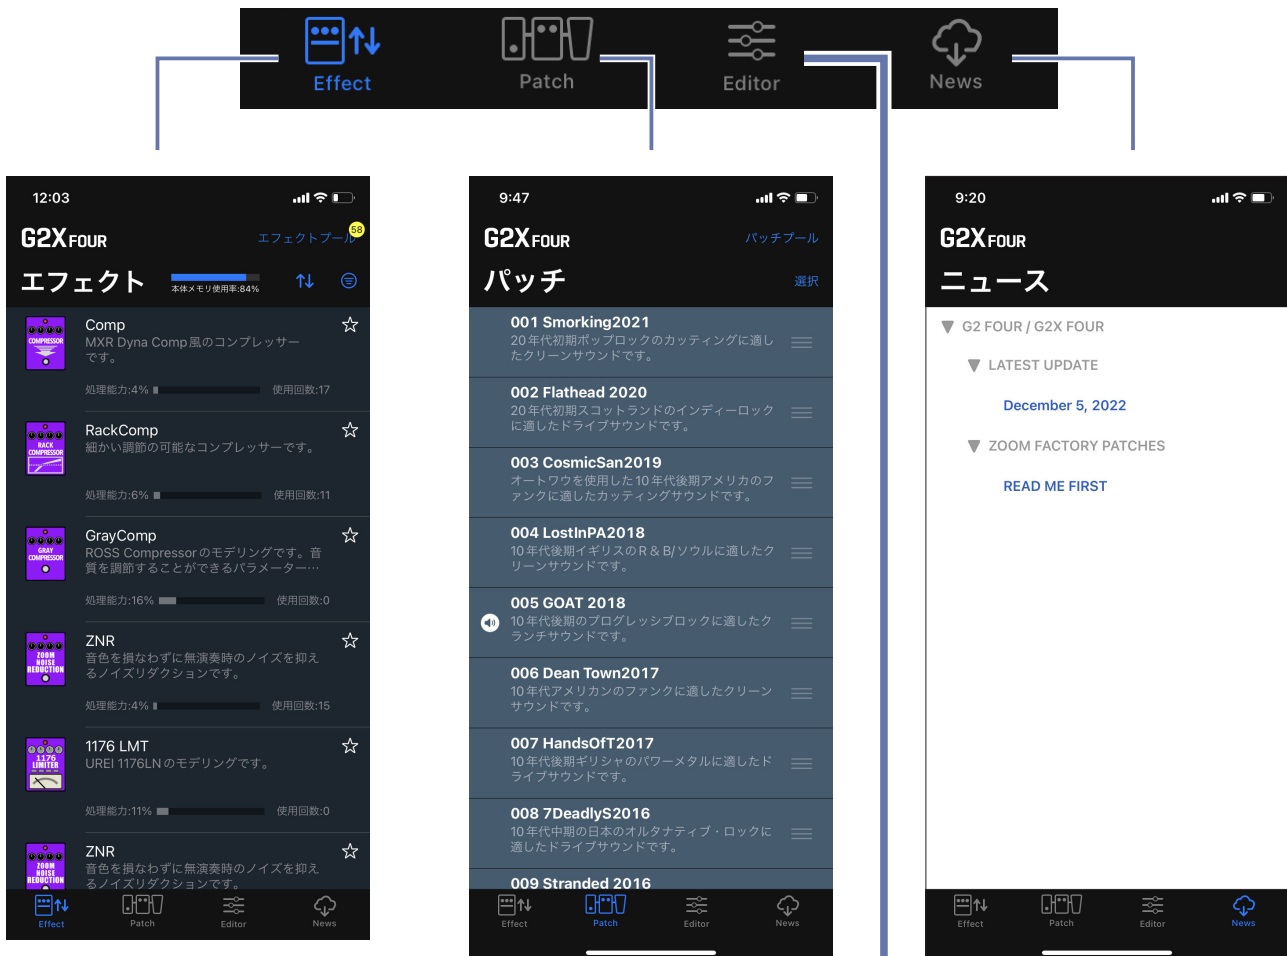 Effect
Patch
Editor
News
12:03
G2X FOUR
エフェクトプール
58
エフェクト
本体メモリ使用率:84%
COMPRESSOR
Comp
MXR Dyna Comp風のコンプレッサー
です。
処理能力:4%
使用回数:17
RACK
COMPRESSOR
RackComp
細かい調節の可能なコンプレッサーです。
処理能力:6%
使用回数:11
GRAY
COMPRESSOR
GrayComp
ROSS Compressorのモデリングです。音
質を調節することができるパラメーター…
処理能力:16%
使用回数:0
ZOOM
NOISE
REDUCTION
ZNR
音色を損なわずに無演奏時のノイズを抑え
るノイズリダクションです。
処理能力:4%
使用回数:15
1176
LIMITER
1176 LMT
UREI 1176LNのモデリングです。
処理能力:11%
使用回数:0
ZOOM
NOISE
REDUCTION
ZNR
音色を損なわずに無演奏時のノイズを抑え
るノイズリダクションです。
Effect
Patch
Editor
News
9:47
G2X FOUR
パッチプール
パッチ
選択
001 Smorking2021
20年代初期ポップロックのカッティングに適し
たクリーンサウンドです。
002 Flathead 2020
20年代初期スコットランドのインディーロック
に適したドライブサウンドです。
003 CosmicSan2019
オートワウを使用した10年代後期アメリカのフ
ァンクに適したカッティングサウンドです。
004 LostInPA2018
10年代後期イギリスのR & B/ソウルに適したク
リーンサウンドです。
005 GOAT 2018
10年代後期のプログレッシブロックに適したク
ランチサウンドです。
006 Dean Town2017
10年代アメリカンのファンクに適したクリーン
サウンドです。
007 HandsOfT2017
10年代後期ギリシャのパワーメタルに適したド
ライブサウンドです。
008 7DeadlyS2016
10年代中期の日本のオルタナティブ・ロックに
適したドライブサウンドです。
009 Stranded 2016
Effect
Patch
Editor
News
9:20
G2X FOUR
ニュース
▼ G2 FOUR / G2X FOUR
▼ LATEST UPDATE
December 5, 2022
▼ ZOOM FACTORY PATCHES
READ ME FIRST
Effect
Patch
Editor
News